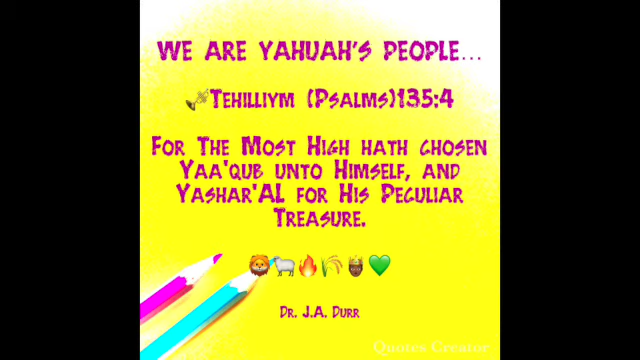 WE ARE YAHUAH'S PEOPLE...
🎺TEHILLIYM (PSALMS)135:4
FOR THE MOST HIGH HATH CHOSEN
YAA'QUB UNTO HIMSELF, AND
YASHAR'AL FOR HIS PECULIAR
TREASURE.
🦁🐑🔥🌾🤴🏿💚
DR. J.A. DURR
Quotes Creator